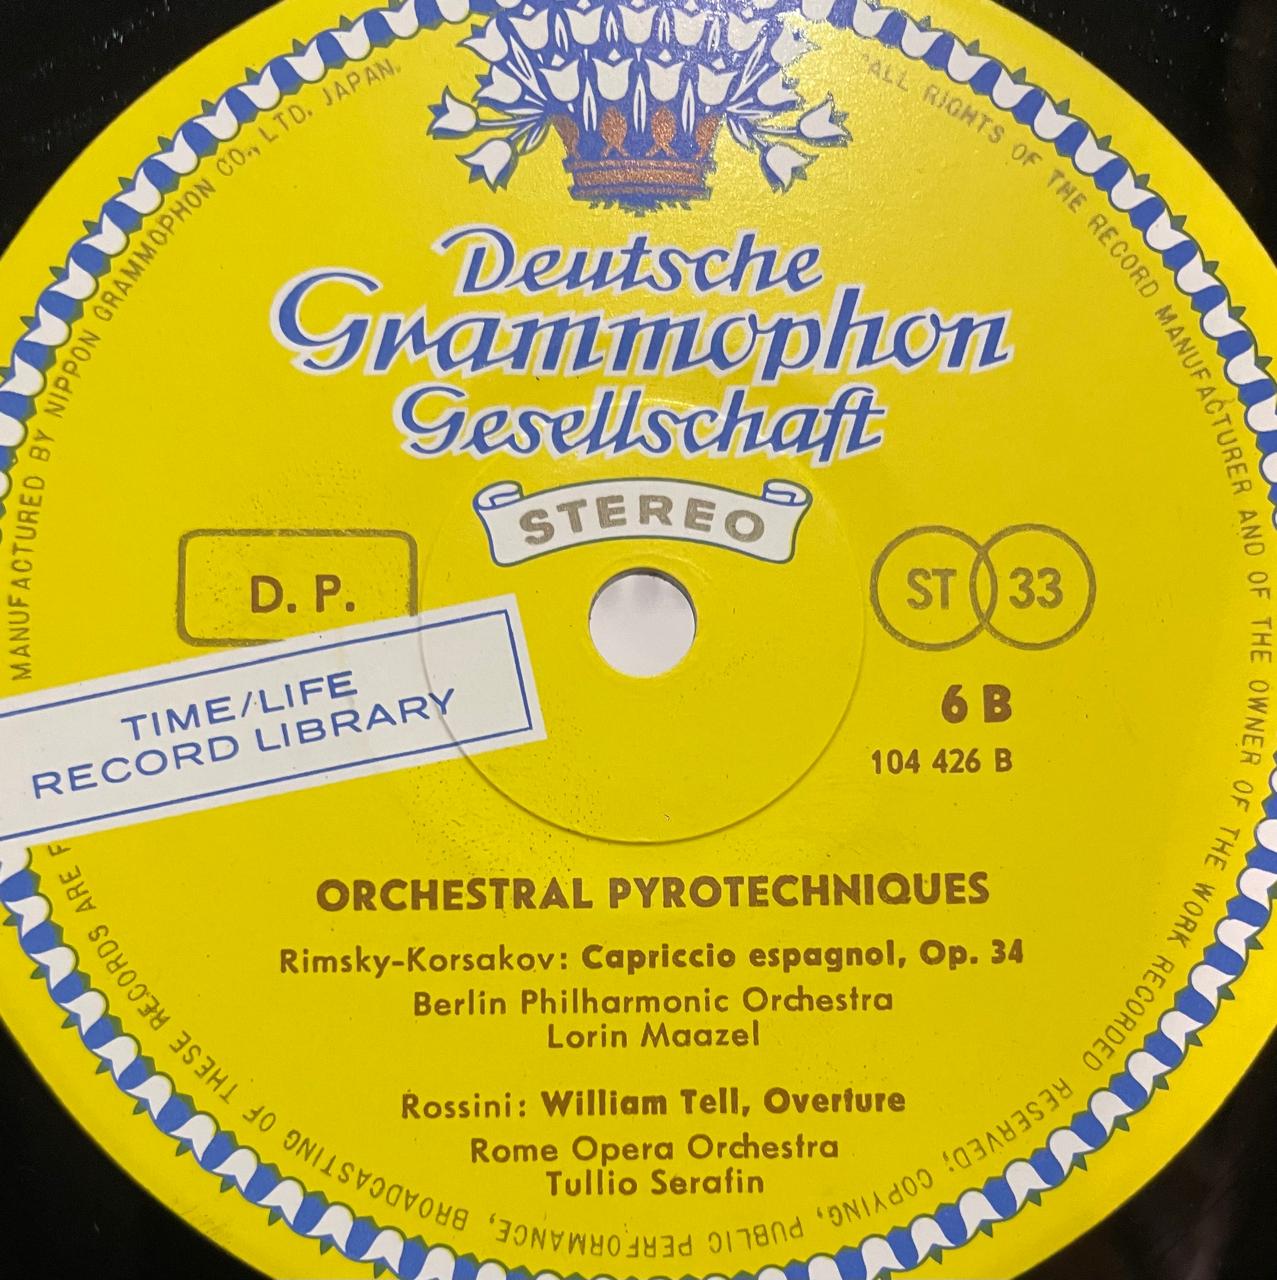 Deutsche
Grammophon
Gesellschaft
STEREO
D. P.
ST 33
TIME/LIFE
RECORD LIBRARY
6 B
104 426 B
ORCHESTRAL PYROTECHNIQUES
Rimsky-Korsakov: Capriccio espagnol, Op. 34
Berlin Philharmonic Orchestra
Lorin Maazel
Rossini: William Tell, Overture
Rome Opera Orchestra
Tullio Serafin
MANUFACTURED BY NIPPON GRAMMOPHON CO., LTD. JAPAN.
"ALL RIGHTS OF THE RECORD MANUFACTURER AND OF THE OWNER OF THE WORK RECORDED RESERVED; COPYING, PUBLIC PERFORMANCE, BROADCASTING OF THESE RECORDS ARE